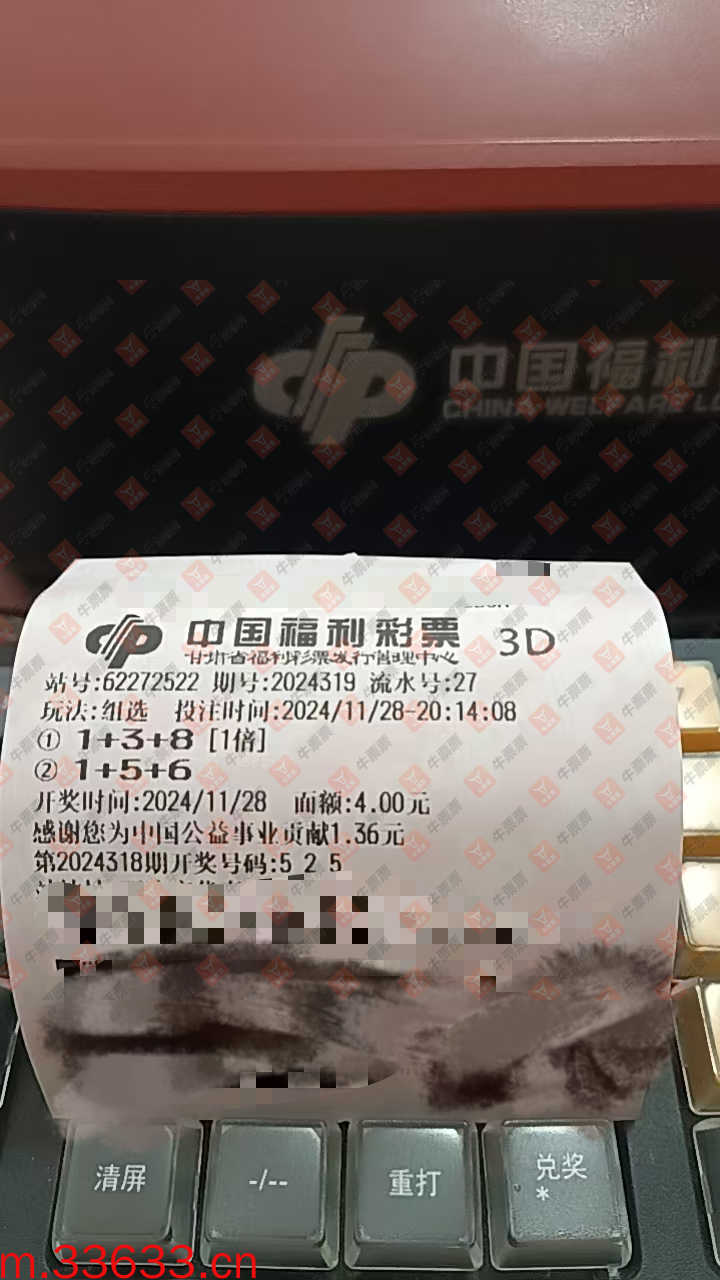 中国福利
CHINA WELFARE L
中国福利彩票 3D
甘肃省福利彩票发行管理中心
站号:62272522 期号:2024319 流水号:27
玩法:组选 投注时间:2024/11/28-20:14:08
① 1+3+8 [1倍]
② 1+5+6
开奖时间:2024/11/28 面额:4.00元
感谢您为中国公益事业贡献1.36元
第2024318期开奖号码:5 2 5
清屏
-/--
重打
兑奖
*
m.33633.cn